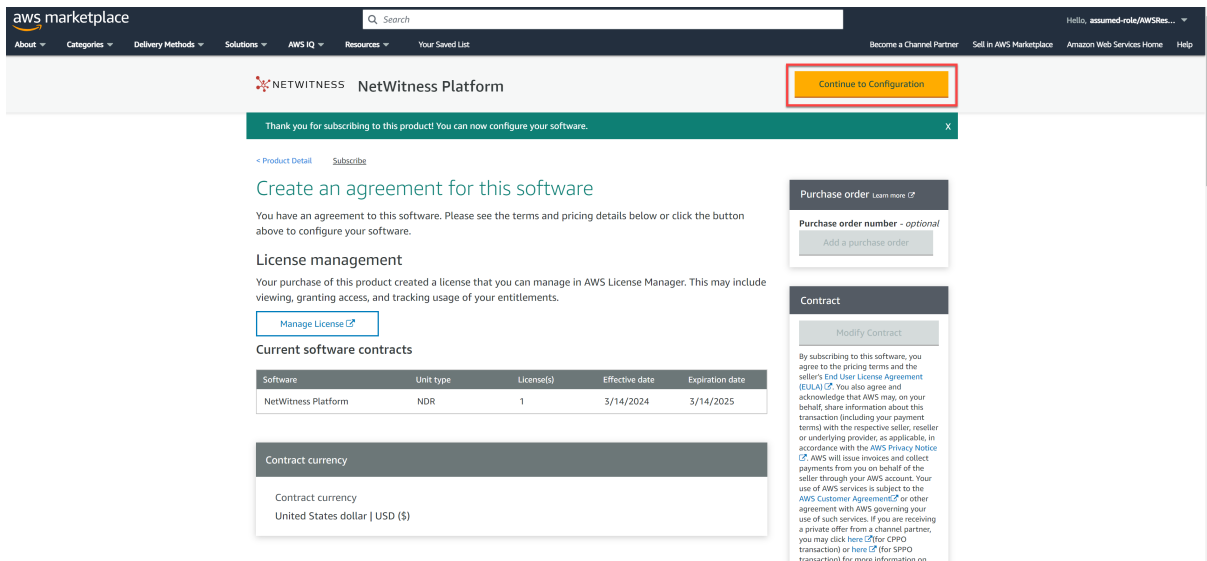 aws marketplace
Search
Hello, assumed-role/AWSRes...
About
Categories
Delivery Methods
Solutions
AWS IQ
Resources
Your Saved List
Become a Channel Partner
Sell in AWS Marketplace
Amazon Web Services Home
Help
NETWITNESS
NetWitness Platform
Continue to Configuration
Thank you for subscribing to this product! You can now configure your software.
X
< Product Detail
Subscribe
Create an agreement for this software
You have an agreement to this software. Please see the terms and pricing details below or click the button
above to configure your software.
License management
Your purchase of this product created a license that you can manage in AWS License Manager. This may include
viewing, granting access, and tracking usage of your entitlements.
Manage License
Current software contracts
Software Unit type License(s) Effective date Expiration date
NetWitness Platform NDR 1 3/14/2024 3/14/2025
Contract currency
Contract currency
United States dollar | USD ($)
Purchase order Learn more
Purchase order number - optional
Add a purchase order
Contract
Modify Contract
By subscribing to this software, you
agree to the pricing terms and the
seller's End User License Agreement
(EULA). You also agree and
acknowledge that AWS may, on your
behalf, share information about this
transaction (including your payment
terms) with the respective seller, reseller
or underlying provider, as applicable, in
accordance with the AWS Privacy Notice
. AWS will issue invoices and collect
payments from you on behalf of the
seller through your AWS account. Your
use of AWS services is subject to the
AWS Customer Agreement or other
agreement with AWS governing your
use of such services. If you are receiving
a private offer from a channel partner,
you may click here (for CPPO
transaction) or here (for SPPO
transaction) for more information on